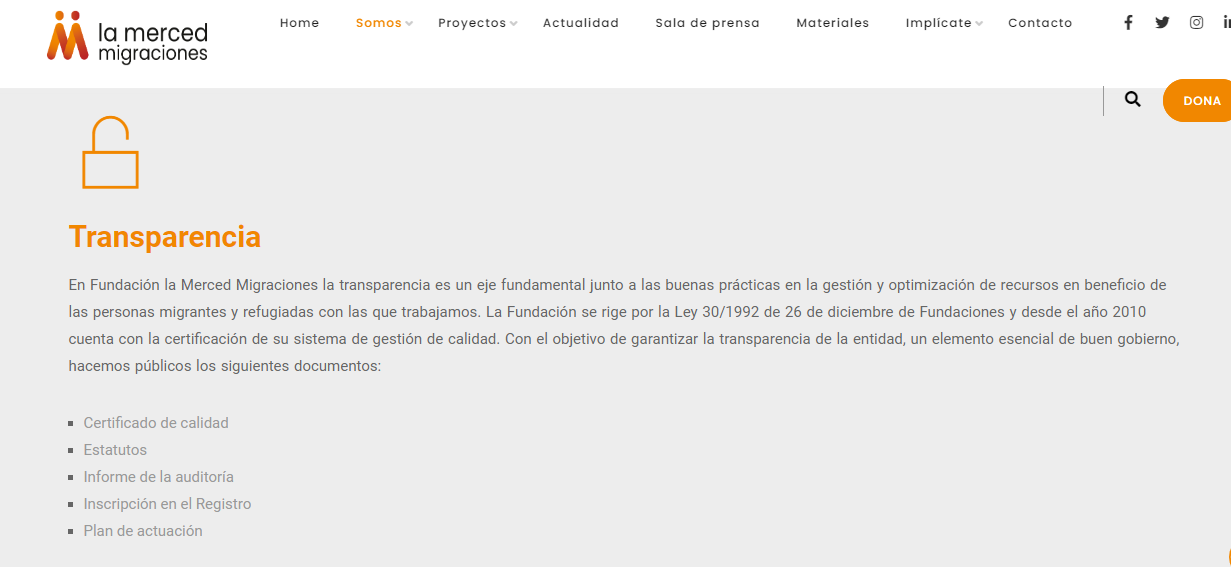 la merced
migraciones
Home Somos Proyectos Actualidad Sala de prensa Materiales Implícate Contacto
DONA
Transparencia
En Fundación la Merced Migraciones la transparencia es un eje fundamental junto a las buenas prácticas en la gestión y optimización de recursos en beneficio de
las personas migrantes y refugiadas con las que trabajamos. La Fundación se rige por la Ley 30/1992 de 26 de diciembre de Fundaciones y desde el año 2010
cuenta con la certificación de su sistema de gestión de calidad. Con el objetivo de garantizar la transparencia de la entidad, un elemento esencial de buen gobierno,
hacemos públicos los siguientes documentos:
Certificado de calidad
Estatutos
Informe de la auditoría
Inscripción en el Registro
Plan de actuación